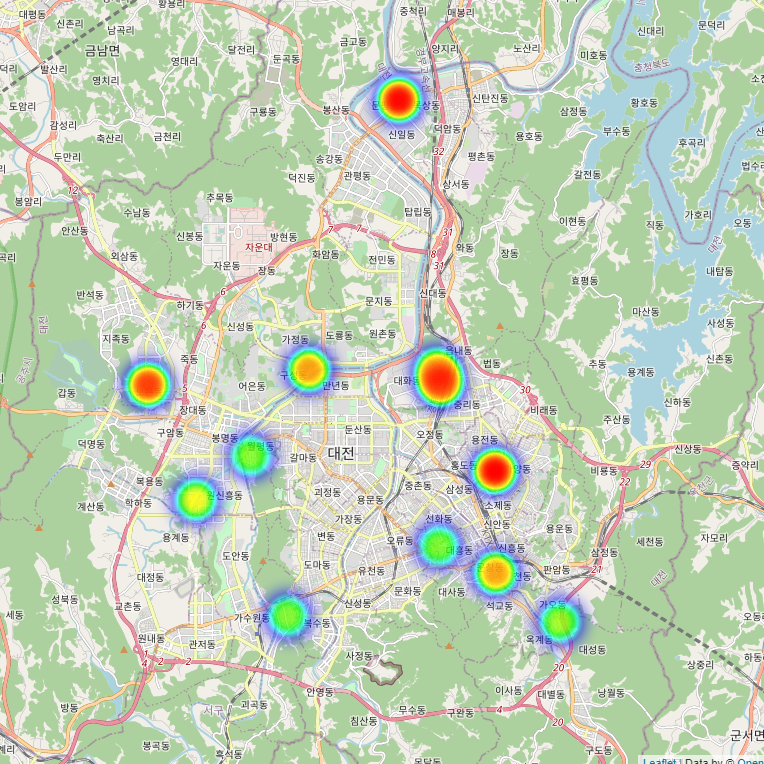 중척리
매봉리
황용리
대평동
신촌리
남곡리
달전리
금고동
양지리
노산리
신대리
문덕리
금남면
영대리
둔곡동
미호동
충청북도
발산리
영치리
도암리
구룡동
봉산동
신탄진동
삼정동
황호동
감성리
축산리
금천리
신일동
덕암동
용호동
부수동
후곡리
두만리
송강동
32
평촌동
갈전동
법수리
12
덕진동
관평동
상서동
봉암리
추목동
수남동
탑립동
이현동
직동
가호리
오동
안산동
신봉동
자운대
방현동
7
7
31
외삼동
화암동
전민동
8
와동
장동
31
자운동
장동
내탑동
반석동
6
신대동
효평동
하기동
문지동
마산동
지족동
6
신성동
가정동
도룡동
원촌동
사성동
갑동
죽동
5
어은동
만년동
대화
읍내동
법동
추동
용계동
신촌동
장대동
중리동
30
비래동
신하동
덕명동
구암동
봉명동
둔산동
오정동
주산동
용전동
갈마동
대전
홍도동
비룡동
29
신상동
중약리
복용동
괴정동
중촌동
삼성동
22
계산동
학하동
원신흥동
용문동
소제동
가장동
선화동
신안동
용운동
용계동
변동
오류동
대흥동
신흥동
삼정동
세천동
자모리
도안동
도마동
유천동
21
대정동
문화동
대사동
판암동
대전
성북동
교촌동
산성동
석교동
가오동
세동
가수원동
복수동
원내동
관저동
사정동
옥계동
대성동
1
4
2
2
20
상중리
안영동
이사동
대별동
낭월동
방동
서구
괴곡동
침산동
무수동
구완동
4
20
군서면
봉곡동
흑석동
구도동
목달동
Leaflet | Data by © Open